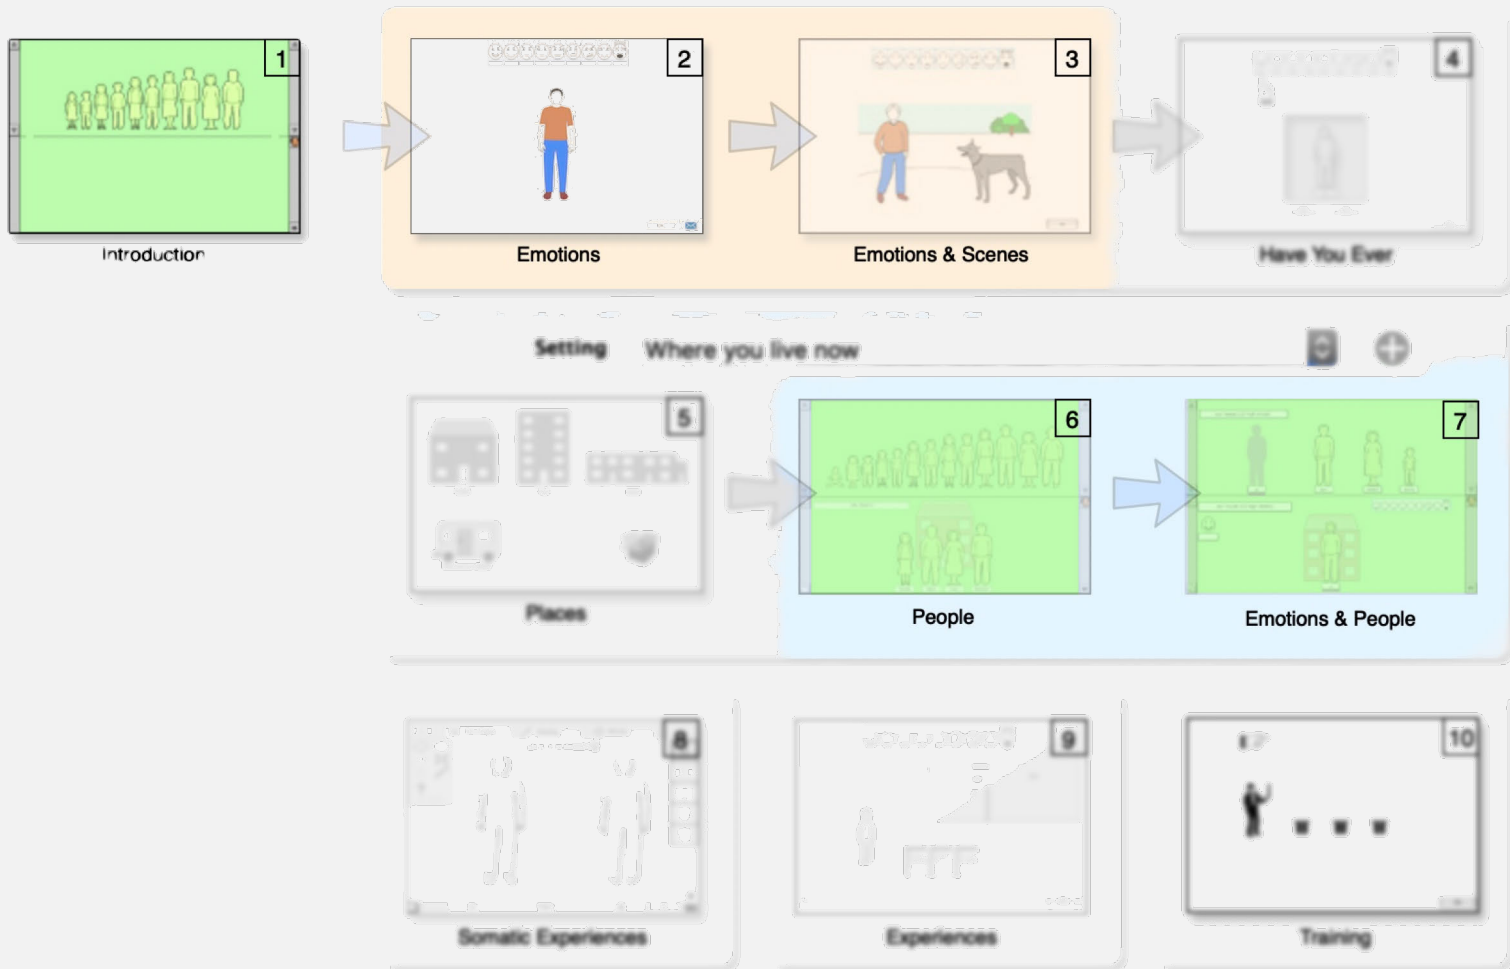 1
2
3
4
Introduction
Emotions
Emotions & Scenes
Have You Ever
Setting Where you live now
5
6
7
Places
People
Emotions & People
8
9
10
Somatic Experiences
Experiences
Training